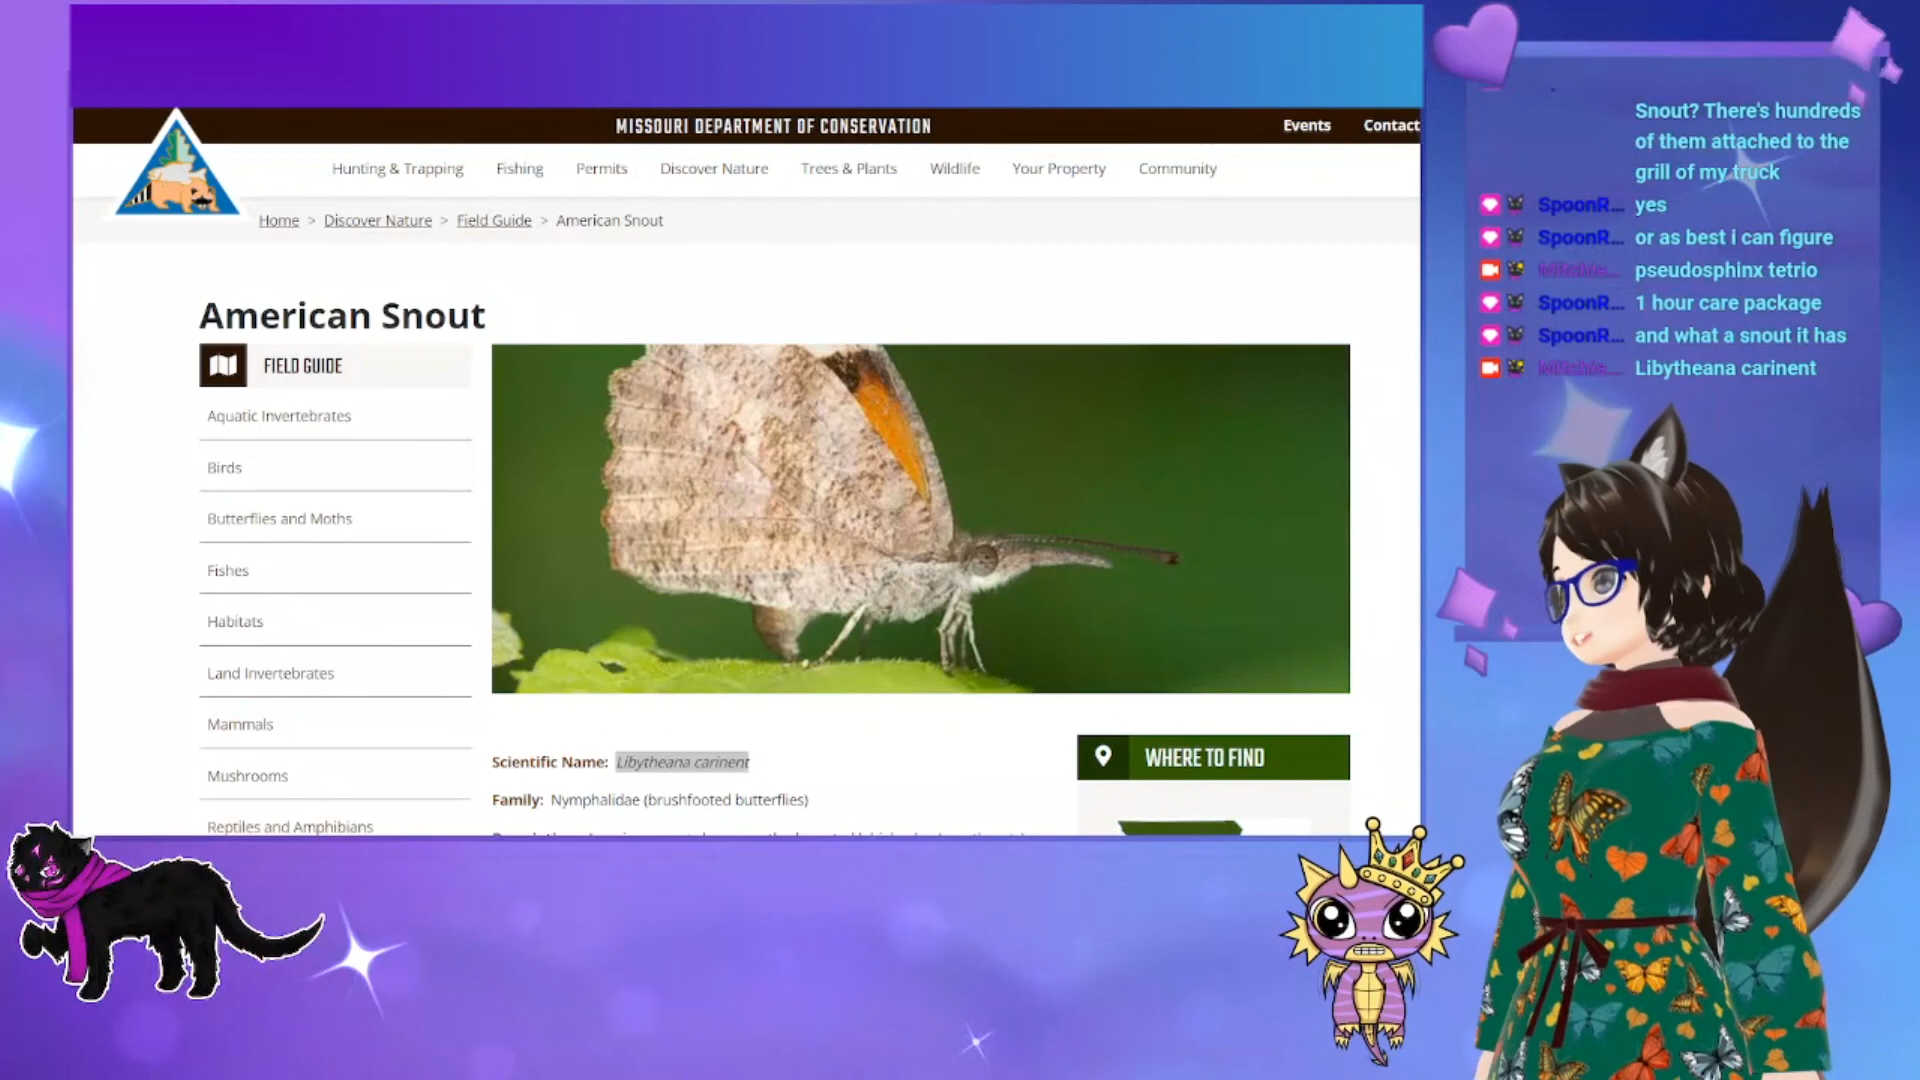 MISSOURI DEPARTMENT OF CONSERVATION
Events
Contact
Hunting & Trapping
Fishing
Permits
Discover Nature
Trees & Plants
Wildlife
Your Property
Community
Home > Discover Nature > Field Guide > American Snout
American Snout
FIELD GUIDE
Aquatic Invertebrates
Birds
Butterflies and Moths
Fishes
Habitats
Land Invertebrates
Mammals
Mushrooms
Reptiles and Amphibians
Scientific Name: Libytheana carinent
Family: Nymphalidae (brushfooted butterflies)
WHERE TO FIND
Snout? There's hundreds
of them attached to the
grill of my truck
SpoonR... yes
SpoonR... or as best i can figure
pseudosphinx tetrio
SpoonR... 1 hour care package
SpoonR... and what a snout it has
Libytheana carinent